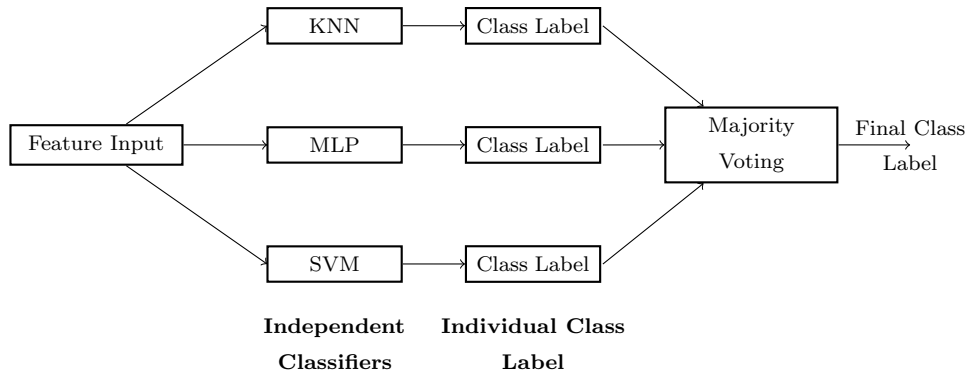 KNN
Class Label
Feature Input
MLP
Class Label
Majority
Voting
Final Class
Label
SVM
Class Label
Independent
Classifiers
Individual Class
Label